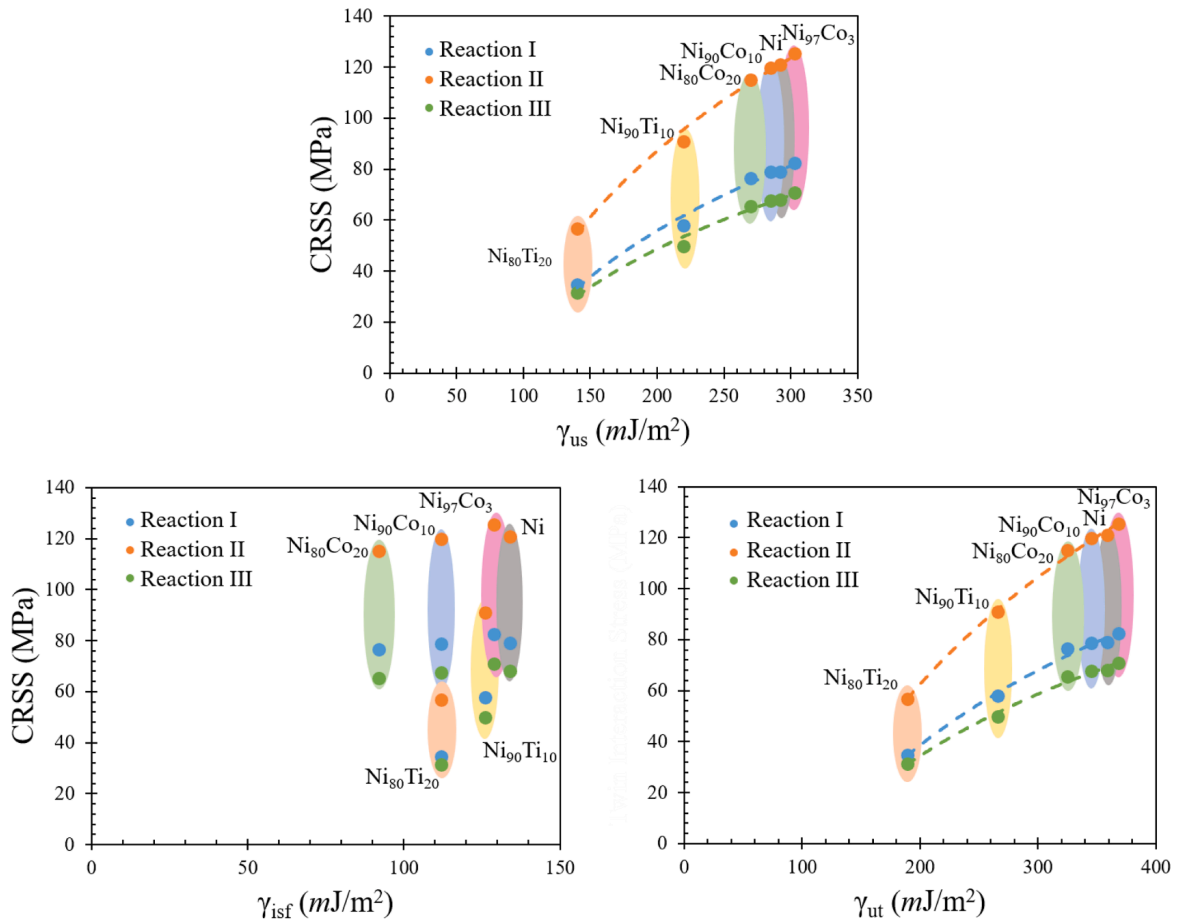 140
120
100
80
60
40
20
0
CRSS (MPa)
Reaction I
Reaction II
Reaction III
Ni₉₇Co₃
Ni
Ni₉₀Co₁₀
Ni₈₀Co₂₀
Ni₉₀Ti₁₀
Ni₈₀Ti₂₀
0 50 100 150 200 250 300 350
γus (mJ/m²)
140
120
100
80
60
40
20
0
CRSS (MPa)
Reaction I
Reaction II
Reaction III
Ni₉₇Co₃
Ni₉₀Co₁₀
Ni
Ni₈₀Co₂₀
Ni₉₀Ti₁₀
Ni₈₀Ti₂₀
0 50 100 150
γisf (mJ/m²)
140
120
100
80
60
40
20
0
Reaction I
Reaction II
Reaction III
Ni₉₇Co₃
Ni
Ni₉₀Co₁₀
Ni₈₀Co₂₀
Ni₉₀Ti₁₀
Ni₈₀Ti₂₀
0 100 200 300 400
γut (mJ/m²)